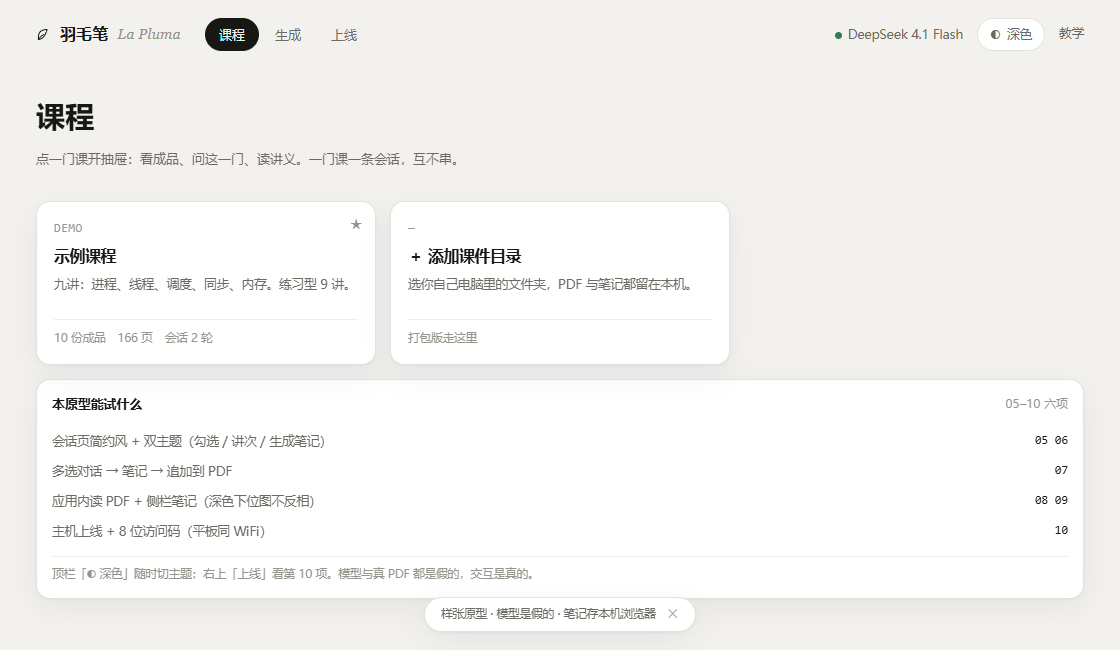 羽毛笔 La Pluma 课程 生成 上线 DeepSeek 4.1 Flash 深色 教学
课程
点一门课开抽屉：看成品、问这一门、读讲义。一门课一条会话，互不串。
DEMO ★
示例课程
九讲：进程、线程、调度、同步、内存。练习型 9 讲。
10 份成品 166 页 会话 2 轮
—
+ 添加课件目录
选你自己电脑里的文件夹，PDF 与笔记都留在本机。
打包版走这里
本原型能试什么 05–10 六项
会话页简约风 + 双主题（勾选 / 讲次 / 生成笔记） 05 06
多选对话 → 笔记 → 追加到 PDF 07
应用内读 PDF + 侧栏笔记（深色下位图不反相） 08 09
主机上线 + 8 位访问码（平板同 WiFi） 10
顶栏「◐ 深色」随时切主题；右上「上线」看第 10 项。模型与真 PDF 都是假的，交互是真的。
样张原型 · 模型是假的 · 笔记存本机浏览器 ×